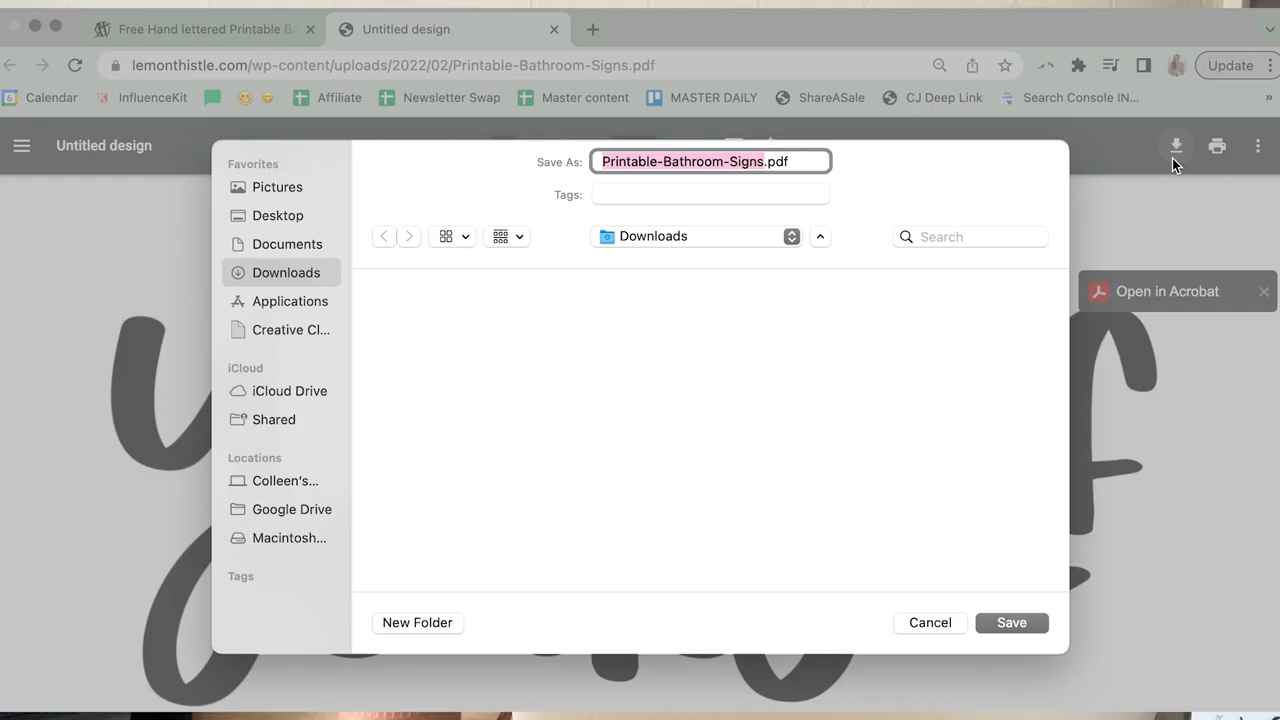 Free Hand lettered Printable Ba
Untitled design
lemonthistle.com/wp-content/uploads/2022/02/Printable-Bathroom-Signs.pdf
Update
6 Calendar
InfluenceKit
Affiliate
Newsletter Swap
Master content
MASTER DAILY
ShareASale
CJ Deep Link
Search Console IN...
»
Untitled design
Save As: Printable-Bathroom-Signs.pdf
Tags:
Downloads
Search
Favorites
Pictures
Desktop
Documents
Downloads
Applications
Creative Cl...
iCloud
iCloud Drive
Shared
Locations
Colleen's...
Google Drive
Macintosh...
Tags
Open in Acrobat
New Folder
Cancel
Save